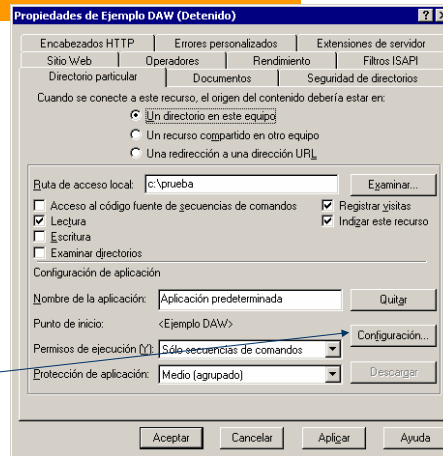 Propiedades de Ejemplo DAW (Detenido)
Encabezados HTTP Errores personalizados Extensiones de servidor
Sitio Web Operadores Rendimiento Filtros ISAPI
Directorio particular Documentos Seguridad de directorios
Cuando se conecte a este recurso, el origen del contenido debería estar en:
Un directorio en este equipo
Un recurso compartido en otro equipo
Una redirección a una dirección URL
Ruta de acceso local: c:\prueba Examinar...
Acceso al código fuente de secuencias de comandos Registrar visitas
Lectura Indizar este recurso
Escritura
Examinar directorios
Configuración de aplicación
Nombre de la aplicación: Aplicación predeterminada Quitar
Punto de inicio: <Ejemplo DAW>
Configuración...
Permisos de ejecución (Y): Sólo secuencias de comandos
Protección de aplicación: Medio (agrupado) Descargar
Aceptar Cancelar Aplicar Ayuda